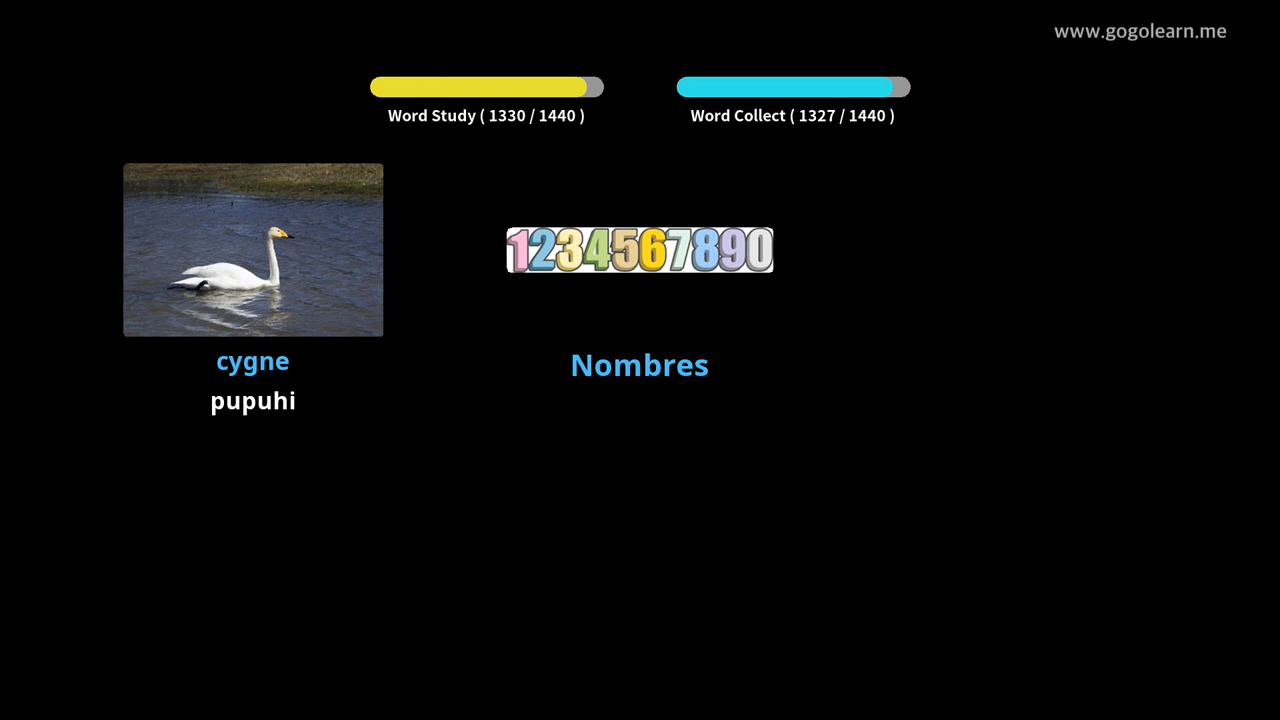 www.gogolearn.me
Word Study ( 1330 / 1440 )
Word Collect ( 1327 / 1440 )
1234567890
cygne
pupuhi
Nombres